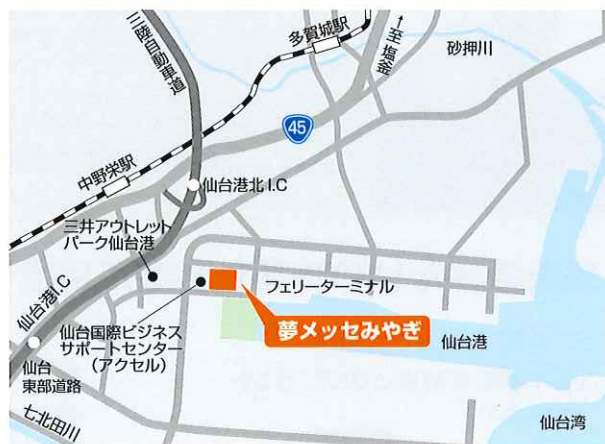 多賀城駅
←至塩釜
砂押川
三陸自動車道
45
中野栄駅
仙台港北I.C
三井アウトレット
パーク仙台港
仙台港I.C
フェリーターミナル
仙台国際ビジネス
サポートセンター
(アクセル)
夢メッセみやぎ
仙台港
仙台
東部道路
七北田川
仙台湾